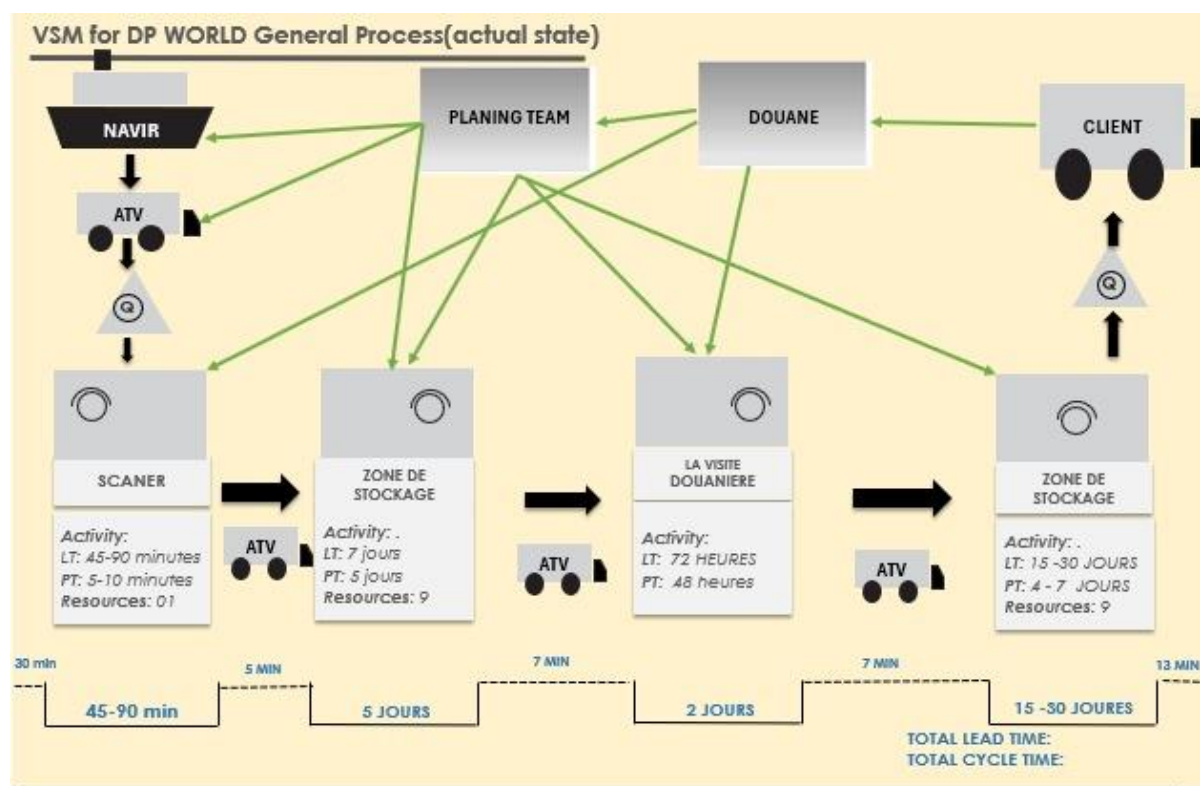 VSM for DP WORLD General Process(actual state)
NAVIR
PLANING TEAM
DOUANE
CLIENT
ATV
Q
Q
SCANER
Activity:
LT: 45-90 minutes
PT: 5-10 minutes
Resources: 01
ATV
ZONE DE
STOCKAGE
Activity: .
LT: 7 jours
PT: 5 jours
Resources: 9
ATV
LA VISITE
DOUANIERE
Activity:
LT: 72 HEURES
PT: 48 heures
ATV
ZONE DE
STOCKAGE
Activity: .
LT: 15 -30 JOURS
PT: 4 - 7 JOURS
Resources: 9
30 min
45-90 min
5 MIN
5 JOURS
7 MIN
2 JOURS
7 MIN
15 -30 JOURES
13 MIN
TOTAL LEAD TIME:
TOTAL CYCLE TIME: